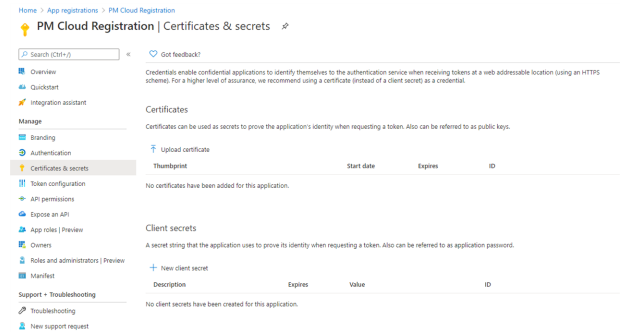 Home > App registrations > PM Cloud Registration
PM Cloud Registration | Certificates & secrets
Search (Ctrl+/)
«
Got feedback?
Overview
Quickstart
Integration assistant
Manage
Branding
Authentication
Certificates & secrets
Token configuration
API permissions
Expose an API
App roles | Preview
Owners
Roles and administrators | Preview
Manifest
Support + Troubleshooting
Troubleshooting
New support request
Credentials enable confidential applications to identify themselves to the authentication service when receiving tokens at a web addressable location (using an HTTPS
scheme). For a higher level of assurance, we recommend using a certificate (instead of a client secret) as a credential.
Certificates
Certificates can be used as secrets to prove the application's identity when requesting a token. Also can be referred to as public keys.
Upload certificate
Thumbprint Start date Expires ID
No certificates have been added for this application.
Client secrets
A secret string that the application uses to prove its identity when requesting a token. Also can be referred to as application password.
New client secret
Description Expires Value ID
No client secrets have been created for this application.